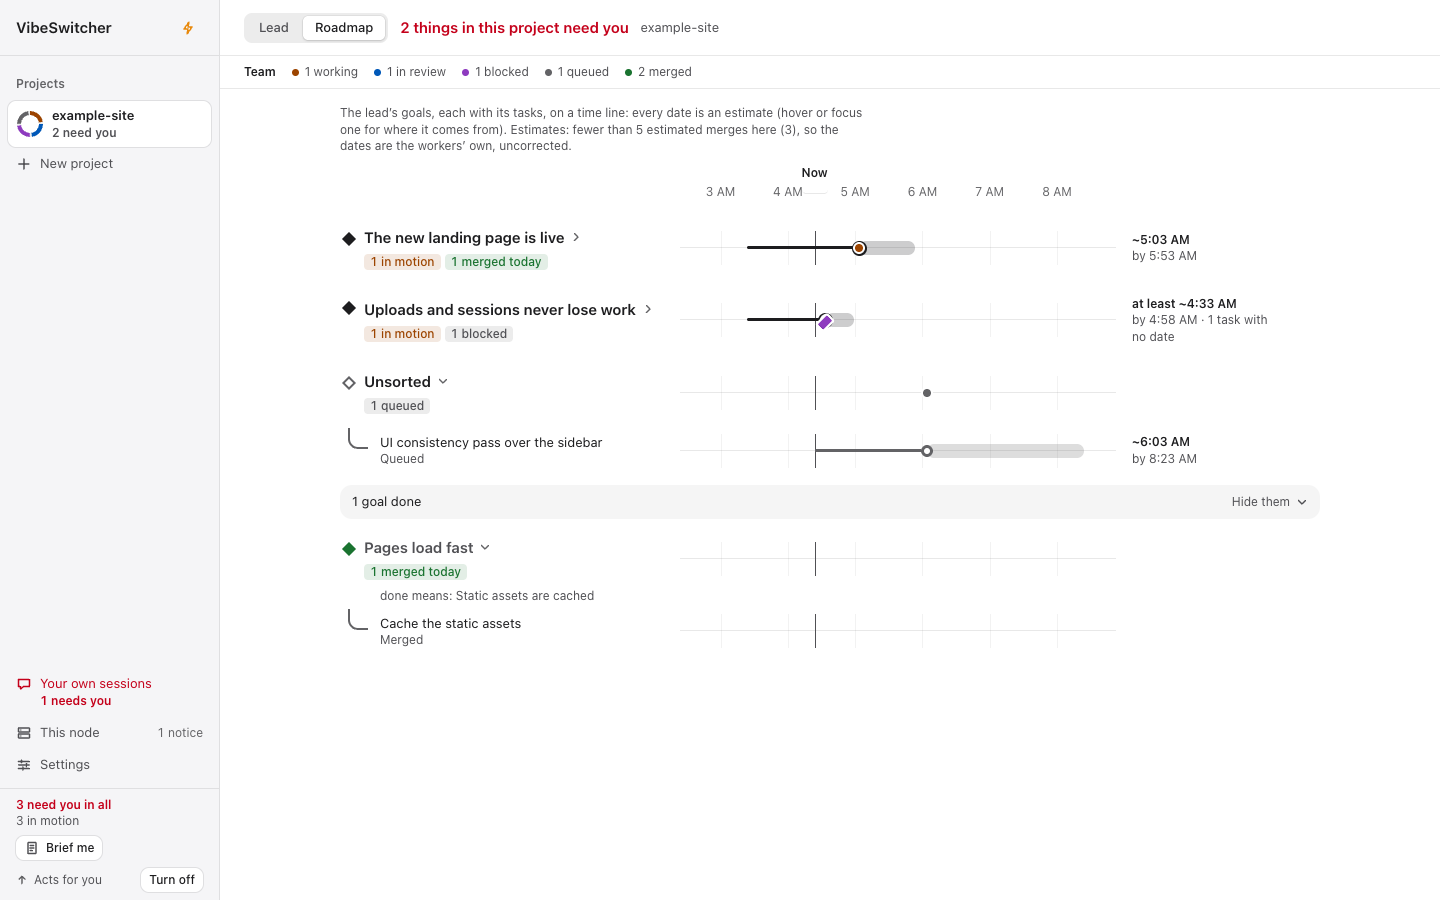 VibeSwitcher
Projects
example-site
2 need you
New project
Your own sessions
1 needs you
This node
1 notice
Settings
3 need you in all
3 in motion
Brief me
Acts for you
Turn off
Lead
Roadmap
2 things in this project need you
example-site
Team
1 working
1 in review
1 blocked
1 queued
2 merged
The lead’s goals, each with its tasks, on a time line: every date is an estimate (hover or focus
one for where it comes from). Estimates: fewer than 5 estimated merges here (3), so the
dates are the workers’ own, uncorrected.
Now
3 AM
4 AM
5 AM
6 AM
7 AM
8 AM
The new landing page is live
1 in motion
1 merged today
~5:03 AM
by 5:53 AM
Uploads and sessions never lose work
1 in motion
1 blocked
at least ~4:33 AM
by 4:58 AM · 1 task with
no date
Unsorted
1 queued
UI consistency pass over the sidebar
Queued
~6:03 AM
by 8:23 AM
1 goal done
Hide them
Pages load fast
1 merged today
done means: Static assets are cached
Cache the static assets
Merged